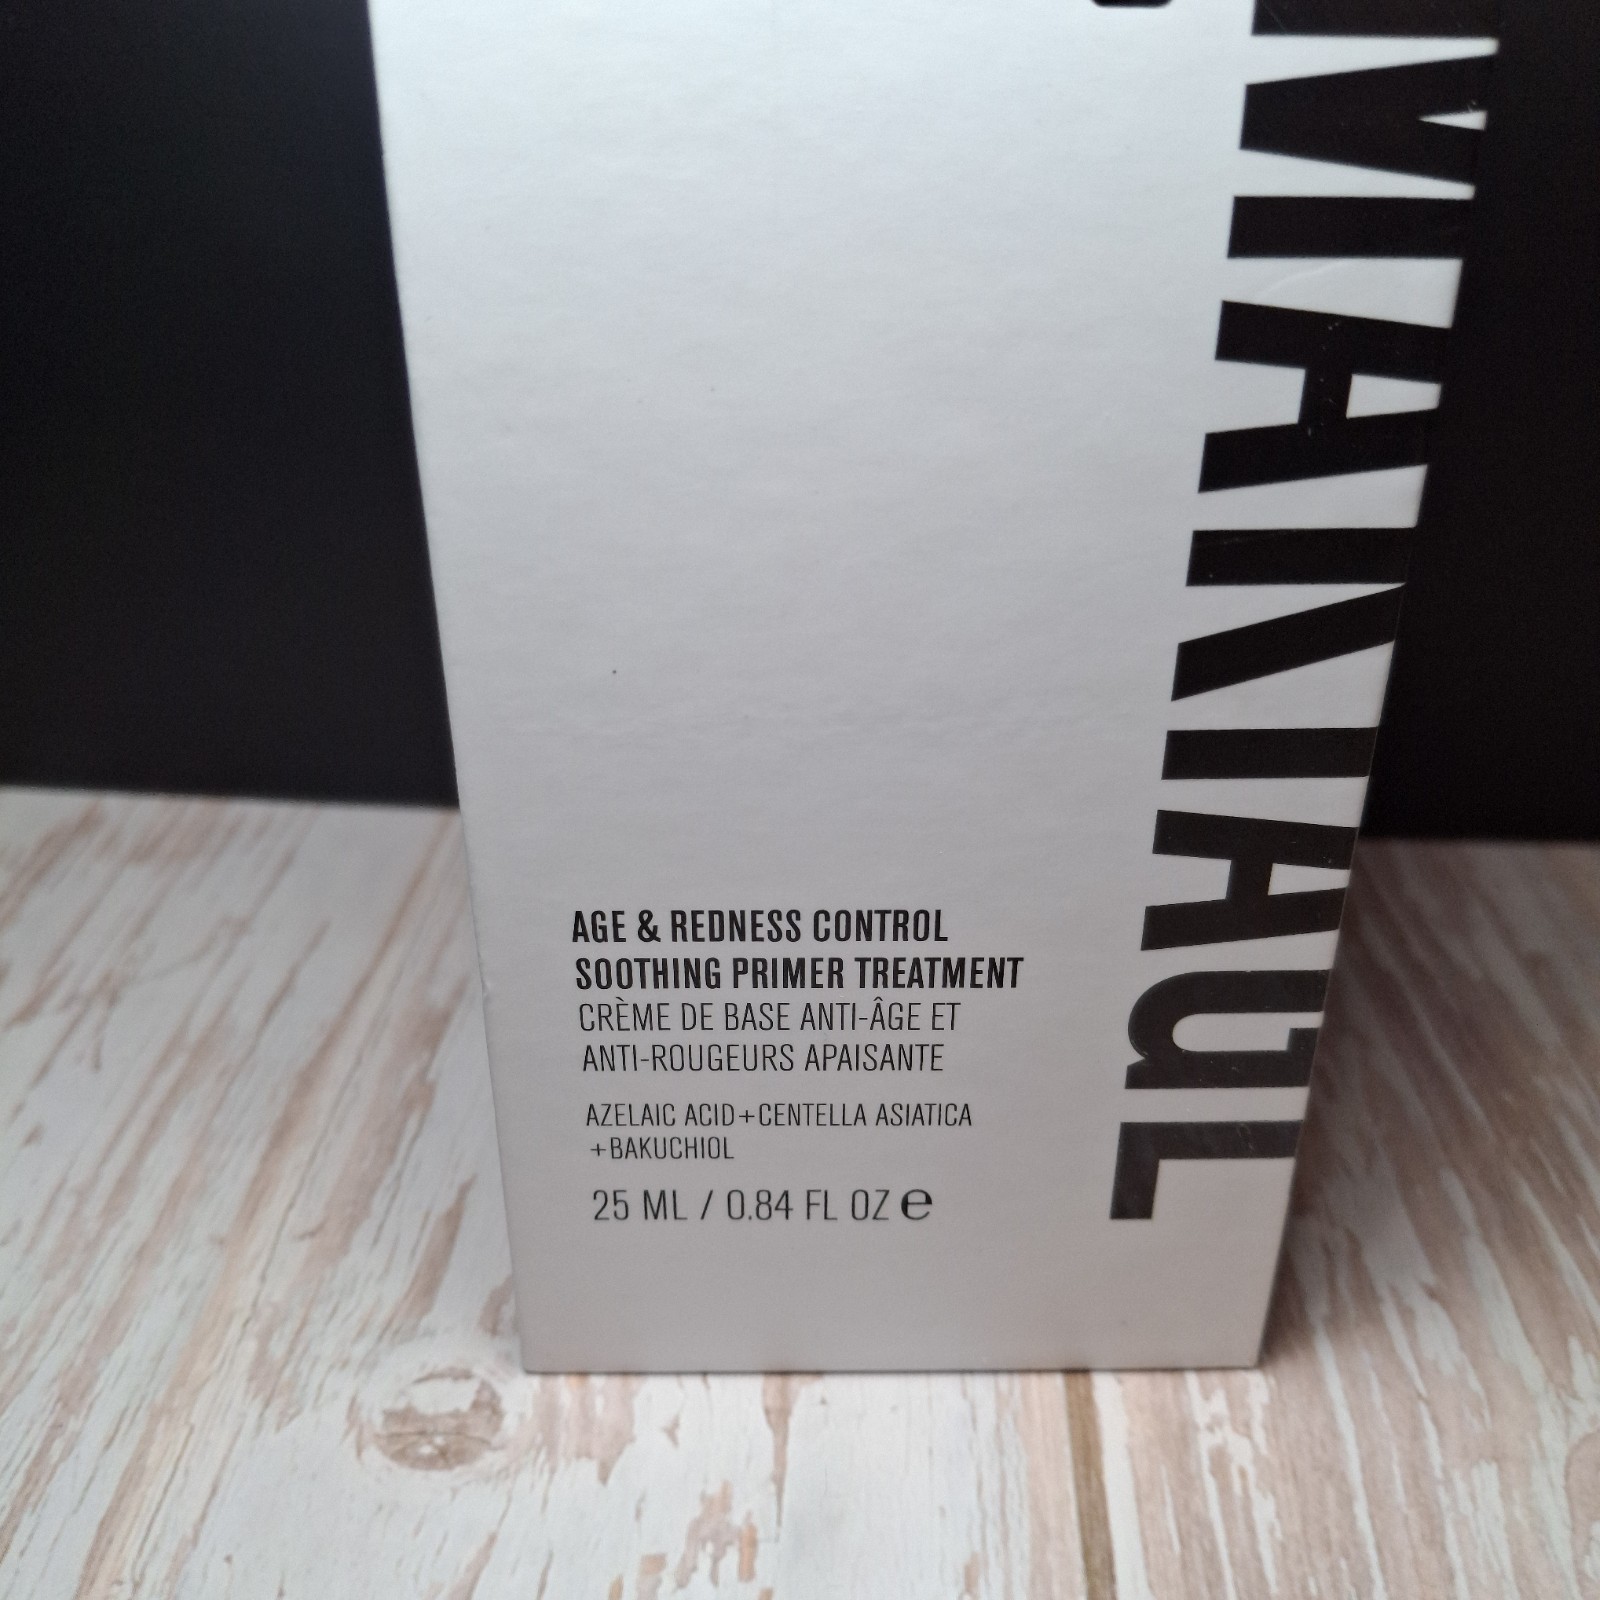 AGE & REDNESS CONTROL
SOOTHING PRIMER TREATMENT
CRÈME DE BASE ANTI-ÂGE ET
ANTI-ROUGEURS APAISANTE
AZELAIC ACID+CENTELLA ASIATICA
+BAKUCHIOL
25 ML / 0.84 FL OZ ℮